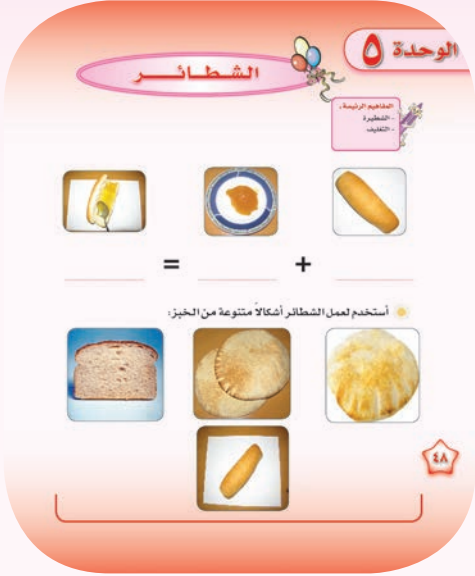 الوحدة ٥
الشطائر
المفاهيم الرئيسة:
- الشطيرة
- التغليف
+ =
أستخدم لعمل الشطائر أشكالاً متنوعة من الخبز:
٤٨